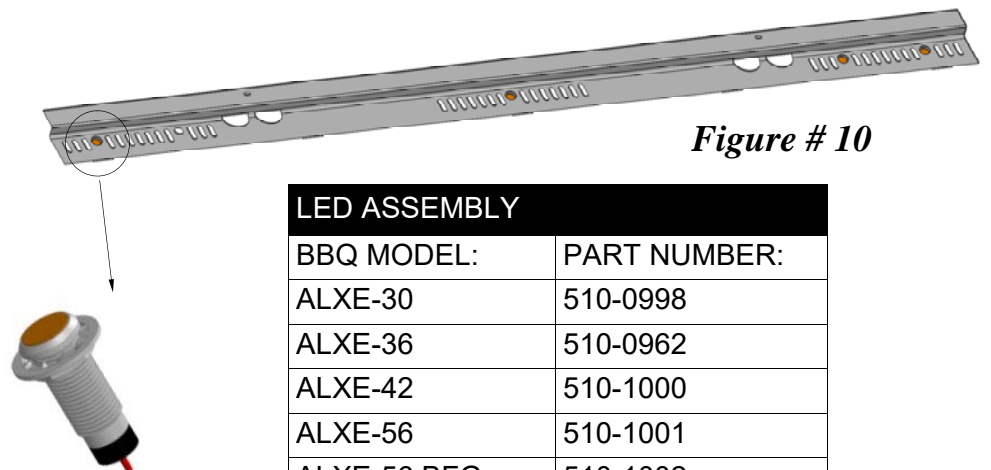 Figure # 10
LED ASSEMBLY
BBQ MODEL: PART NUMBER:
ALXE-30 510-0998
ALXE-36 510-0962
ALXE-42 510-1000
ALXE-56 510-1001